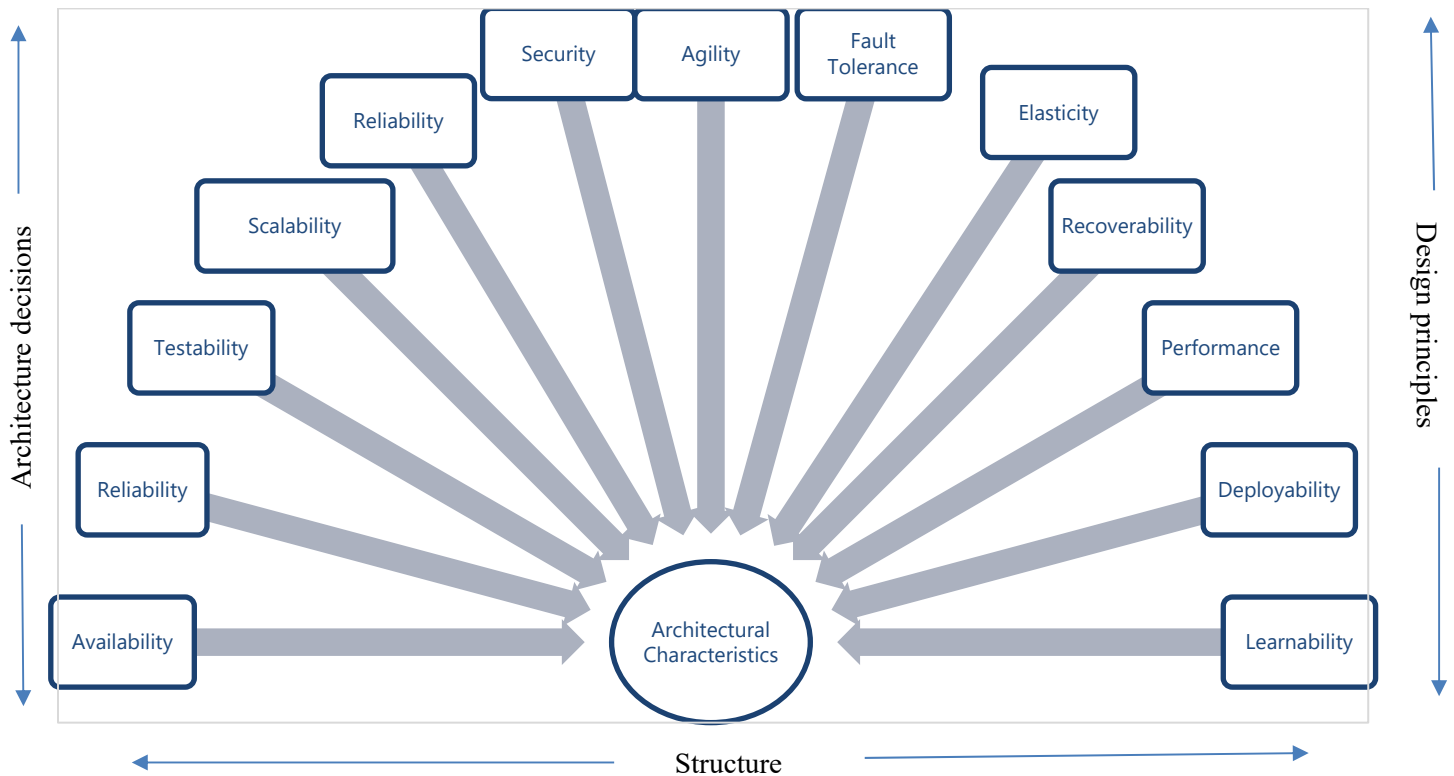 Security
Agility
Fault
Tolerance
Reliability
Elasticity
Scalability
Recoverability
Testability
Performance
Reliability
Deployability
Availability
Architectural
Characteristics
Learnability
Architecture decisions
Design principles
Structure